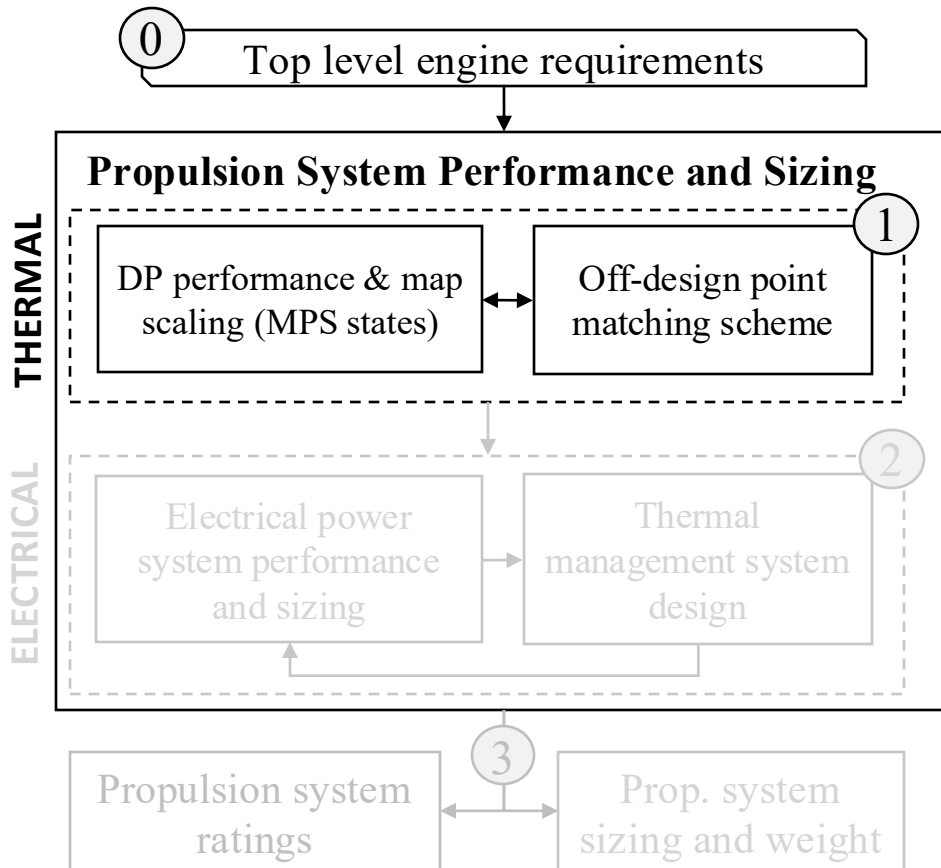 0
Top level engine requirements
Propulsion System Performance and Sizing
THERMAL
1
DP performance & map
scaling (MPS states)
Off-design point
matching scheme
ELECTRICAL
2
Electrical power
system performance
and sizing
Thermal
management system
design
3
Propulsion system
ratings
Prop. system
sizing and weight